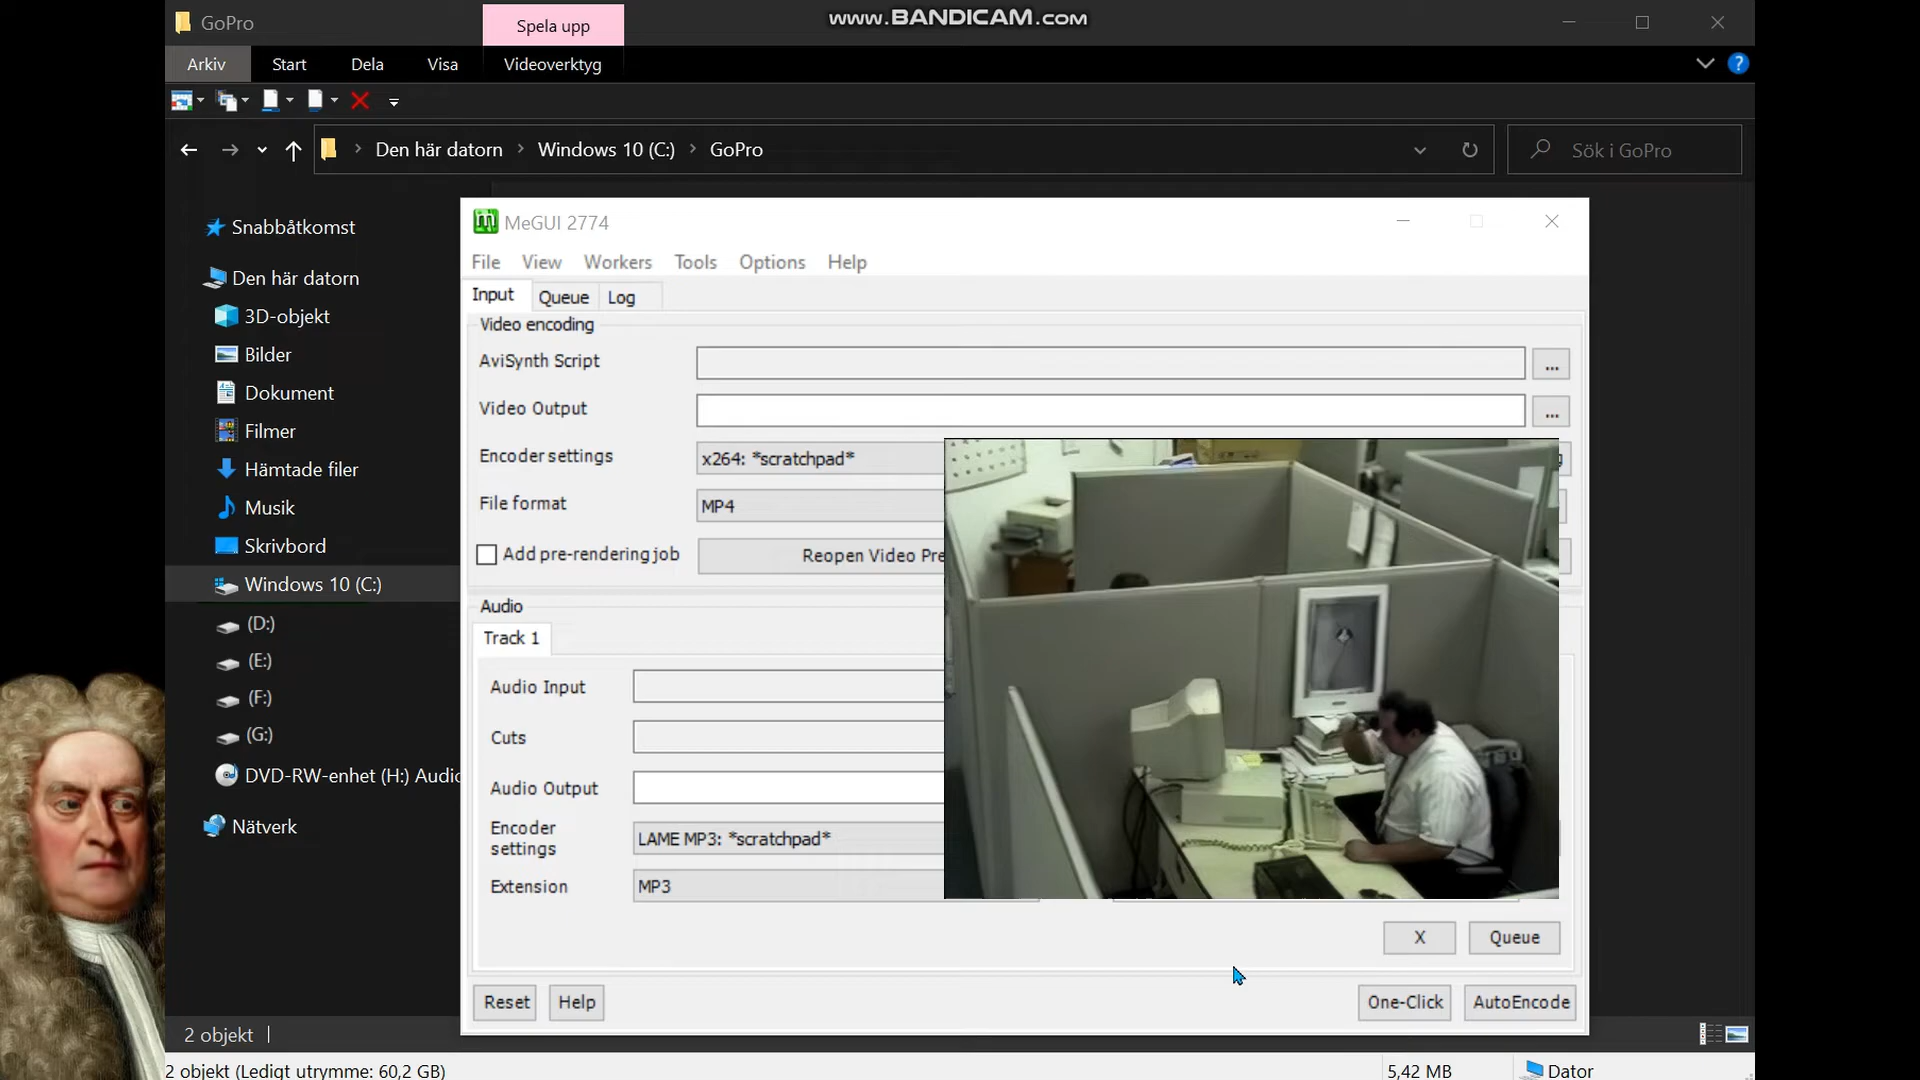 www.BANDICAM.com
GoPro
Spela upp
Arkiv Start Dela Visa Videoverktyg
Den här datorn Windows 10 (C:) GoPro
Sök i GoPro
Snabbåtkomst
Den här datorn
3D-objekt
Bilder
Dokument
Filmer
Hämtade filer
Musik
Skrivbord
Windows 10 (C:)
(D:)
(E:)
(F:)
(G:)
DVD-RW-enhet (H:) Audio
Nätverk
MeGUI 2774
File View Workers Tools Options Help
Input Queue Log
Video encoding
AviSynth Script
...
Video Output
...
Encoder settings x264: *scratchpad*
File format MP4
Add pre-rendering job Reopen Video Pre
Audio
Track 1
Audio Input
Cuts
Audio Output
Encoder settings LAME MP3: *scratchpad*
Extension MP3
X Queue
Reset Help One-Click AutoEncode
2 objekt
2 objekt (Ledigt utrymme: 60,2 GB) 5,42 MB Dator